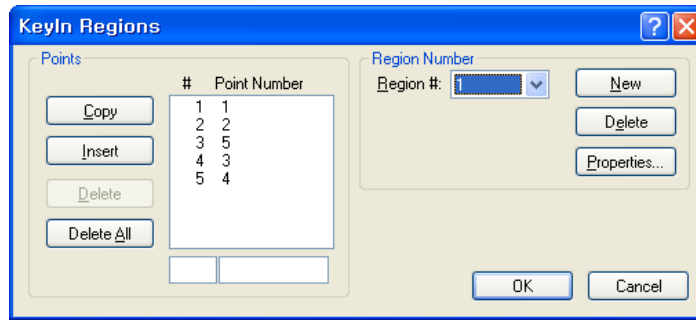 KeyIn Regions
Points
# Point Number
1 1
2 2
3 5
4 3
5 4
Copy
Insert
Delete
Delete All
Region Number
Region #: 1
New
Delete
Properties...
OK
Cancel